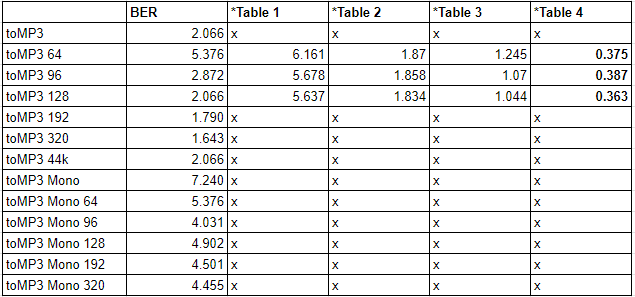 BER *Table 1 *Table 2 *Table 3 *Table 4
toMP3 2.066 x x x x
toMP3 64 5.376 6.161 1.87 1.245 0.375
toMP3 96 2.872 5.678 1.858 1.07 0.387
toMP3 128 2.066 5.637 1.834 1.044 0.363
toMP3 192 1.790 x x x x
toMP3 320 1.643 x x x x
toMP3 44k 2.066 x x x x
toMP3 Mono 7.240 x x x x
toMP3 Mono 64 5.376 x x x x
toMP3 Mono 96 4.031 x x x x
toMP3 Mono 128 4.902 x x x x
toMP3 Mono 192 4.501 x x x x
toMP3 Mono 320 4.455 x x x x